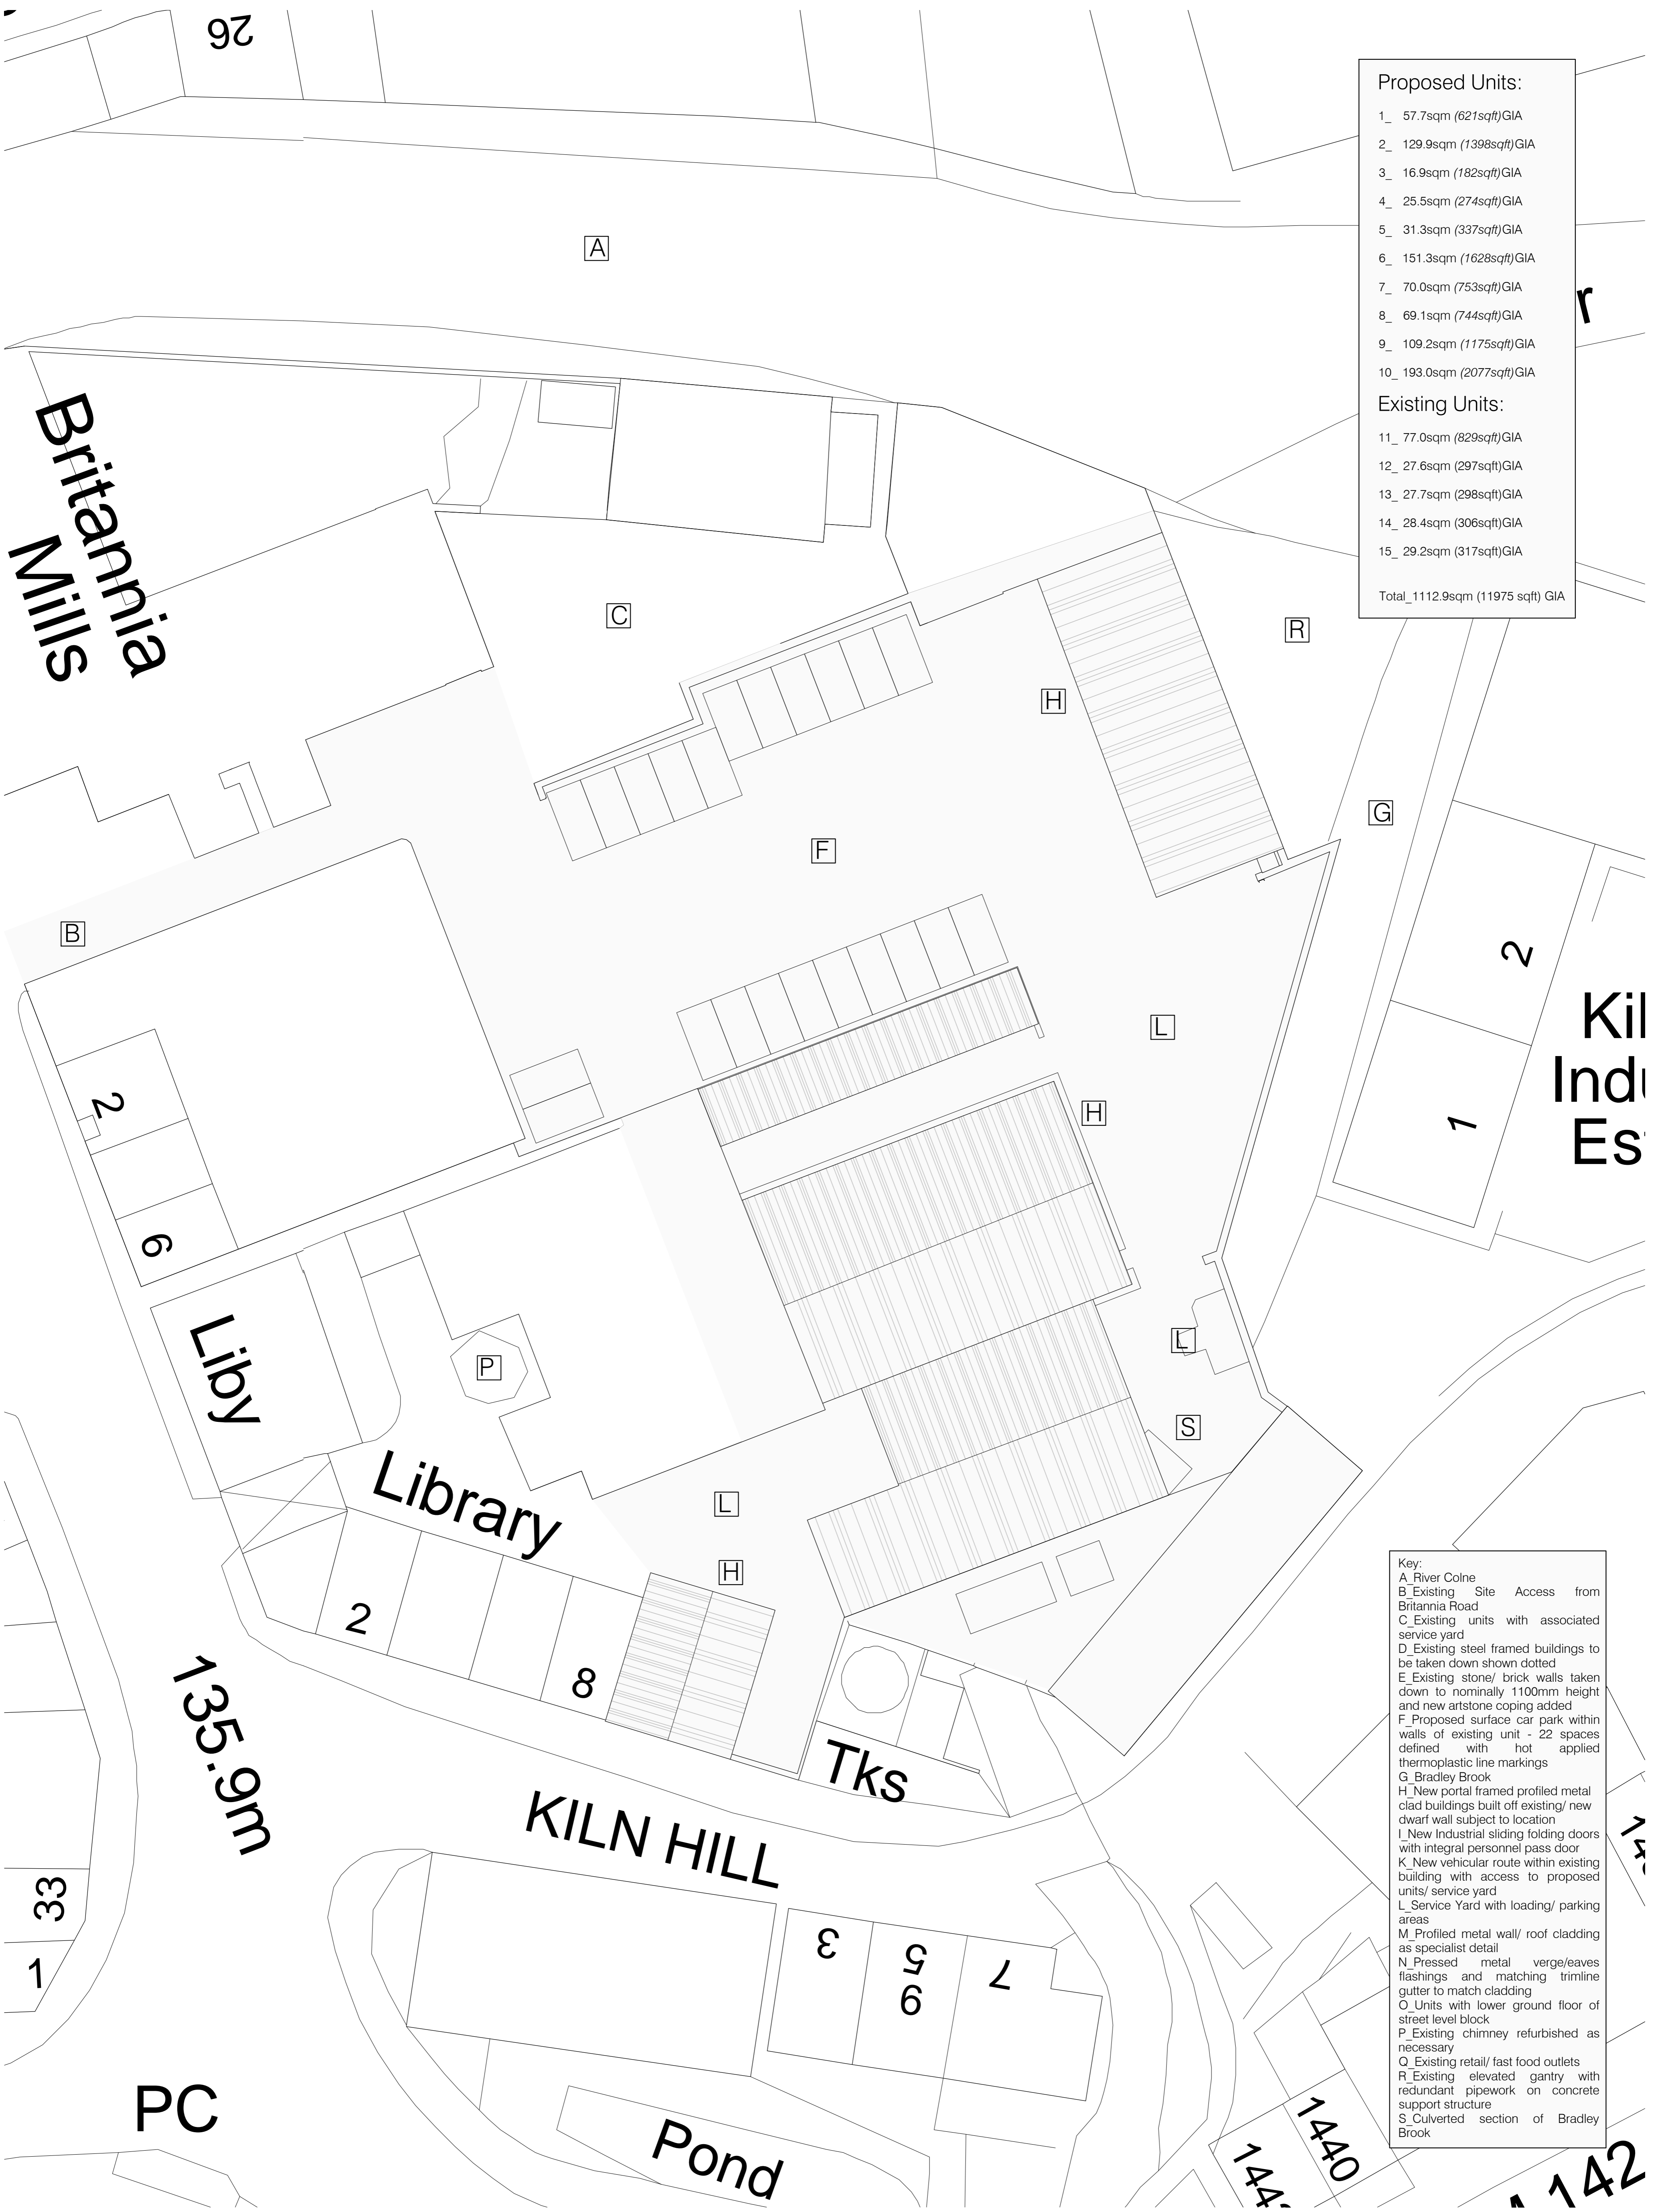 26
A
Proposed Units:
1_ 57.7sqm (621sqft)GIA
2_ 129.9sqm (1398sqft)GIA
3_ 16.9sqm (182sqft)GIA
4_ 25.5sqm (274sqft)GIA
5_ 31.3sqm (337sqft)GIA
6_ 151.3sqm (1628sqft)GIA
7_ 70.0sqm (753sqft)GIA
8_ 69.1sqm (744sqft)GIA
9_ 109.2sqm (1175sqft)GIA
10_ 193.0sqm (2077sqft)GIA
Existing Units:
11_ 77.0sqm (829sqft)GIA
12_ 27.6sqm (297sqft)GIA
13_ 27.7sqm (298sqft)GIA
14_ 28.4sqm (306sqft)GIA
15_ 29.2sqm (317sqft)GIA
Total_1112.9sqm (11975 sqft) GIA
r
Britannia
Mills
C
R
H
G
F
B
2
L
Kil
Indu
Es
1
H
2
6
L
Liby
P
S
Library
L
H
2
8
135.9m
Tks
KILN HILL
33
1
3
5
9
7
PC
Pond
1440
144
A 142
Key:
A_River Colne
B_Existing Site Access from
Britannia Road
C_Existing units with associated
service yard
D_Existing steel framed buildings to
be taken down shown dotted
E_Existing stone/ brick walls taken
down to nominally 1100mm height
and new artstone coping added
F_Proposed surface car park within
walls of existing unit - 22 spaces
defined with hot applied
thermoplastic line markings
G_Bradley Brook
H_New portal framed profiled metal
clad buildings built off existing/ new
dwarf wall subject to location
I_New Industrial sliding folding doors
with integral personnel pass door
K_New vehicular route within existing
building with access to proposed
units/ service yard
L_Service Yard with loading/ parking
areas
M_Profiled metal wall/ roof cladding
as specialist detail
N_Pressed metal verge/eaves
flashings and matching trimline
gutter to match cladding
O_Units with lower ground floor of
street level block
P_Existing chimney refurbished as
necessary
Q_Existing retail/ fast food outlets
R_Existing elevated gantry with
redundant pipework on concrete
support structure
S_Culverted section of Bradley
Brook